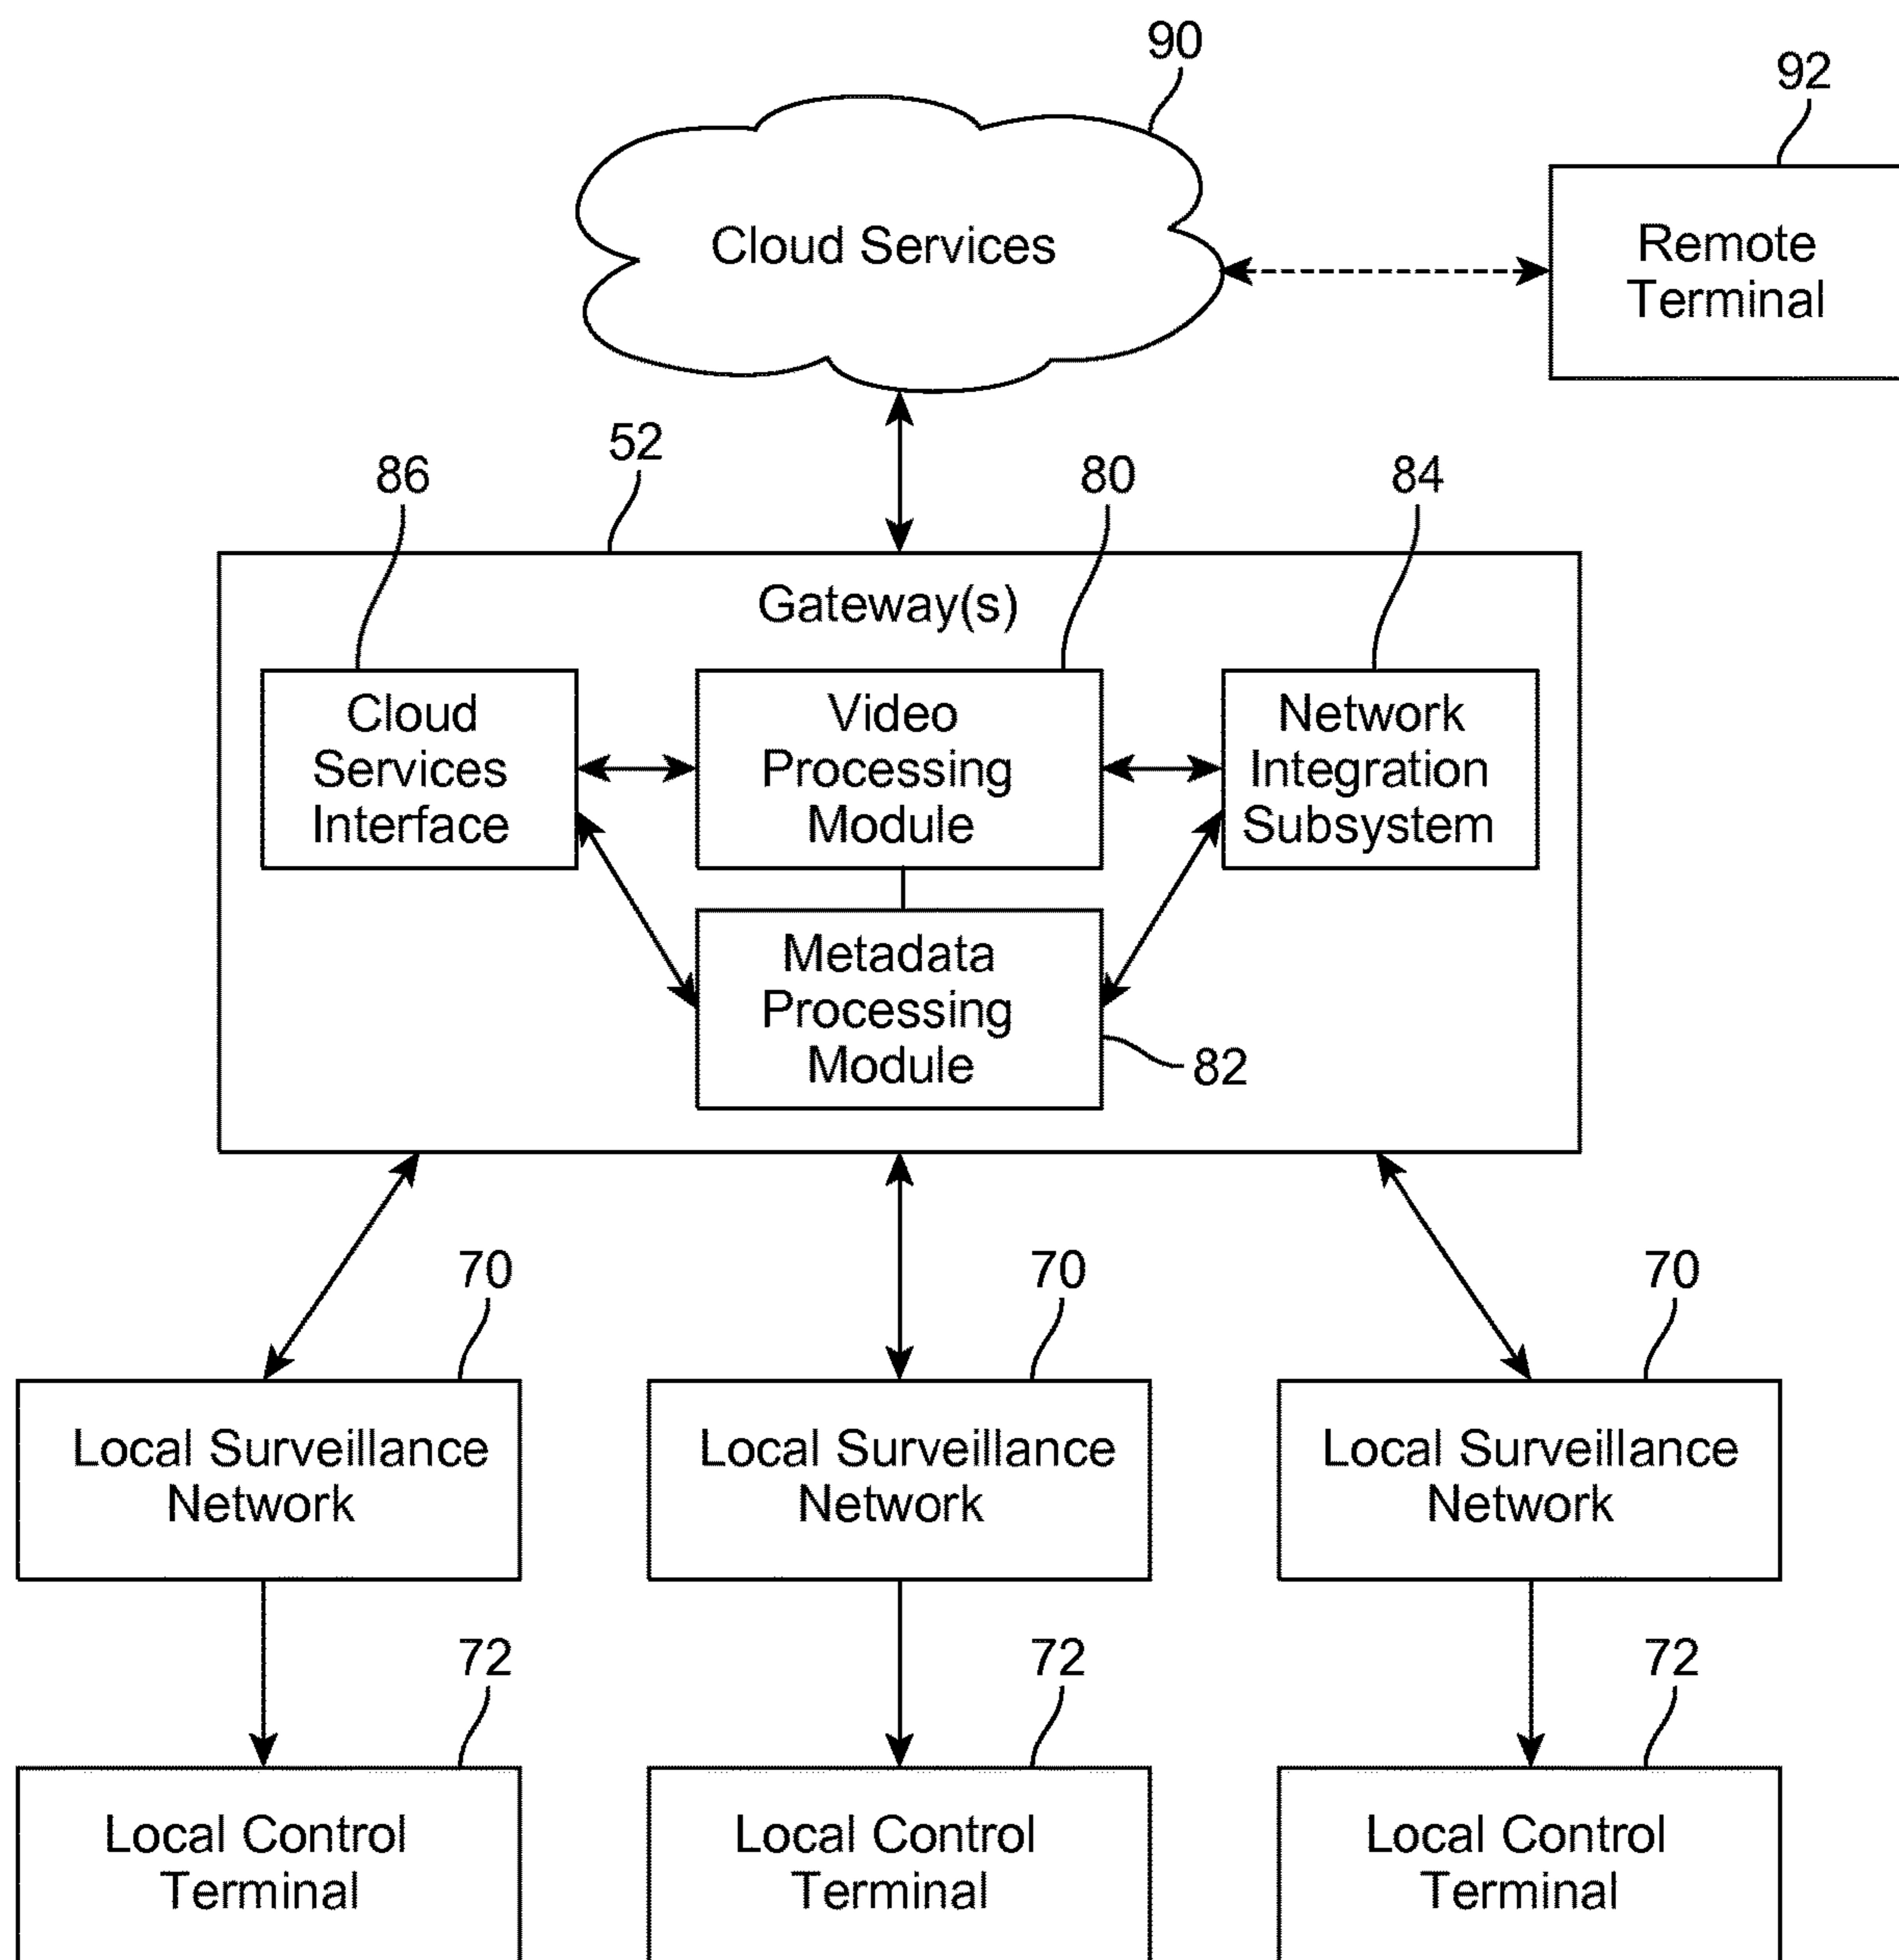 90
92
Cloud Services
Remote
Terminal
52
86
80
84
Gateway(s)
Cloud
Services
Interface
Video
Processing
Module
Network
Integration
Subsystem
Metadata
Processing
Module
82
70
70
70
Local Surveillance
Network
Local Surveillance
Network
Local Surveillance
Network
72
72
72
Local Control
Terminal
Local Control
Terminal
Local Control
Terminal